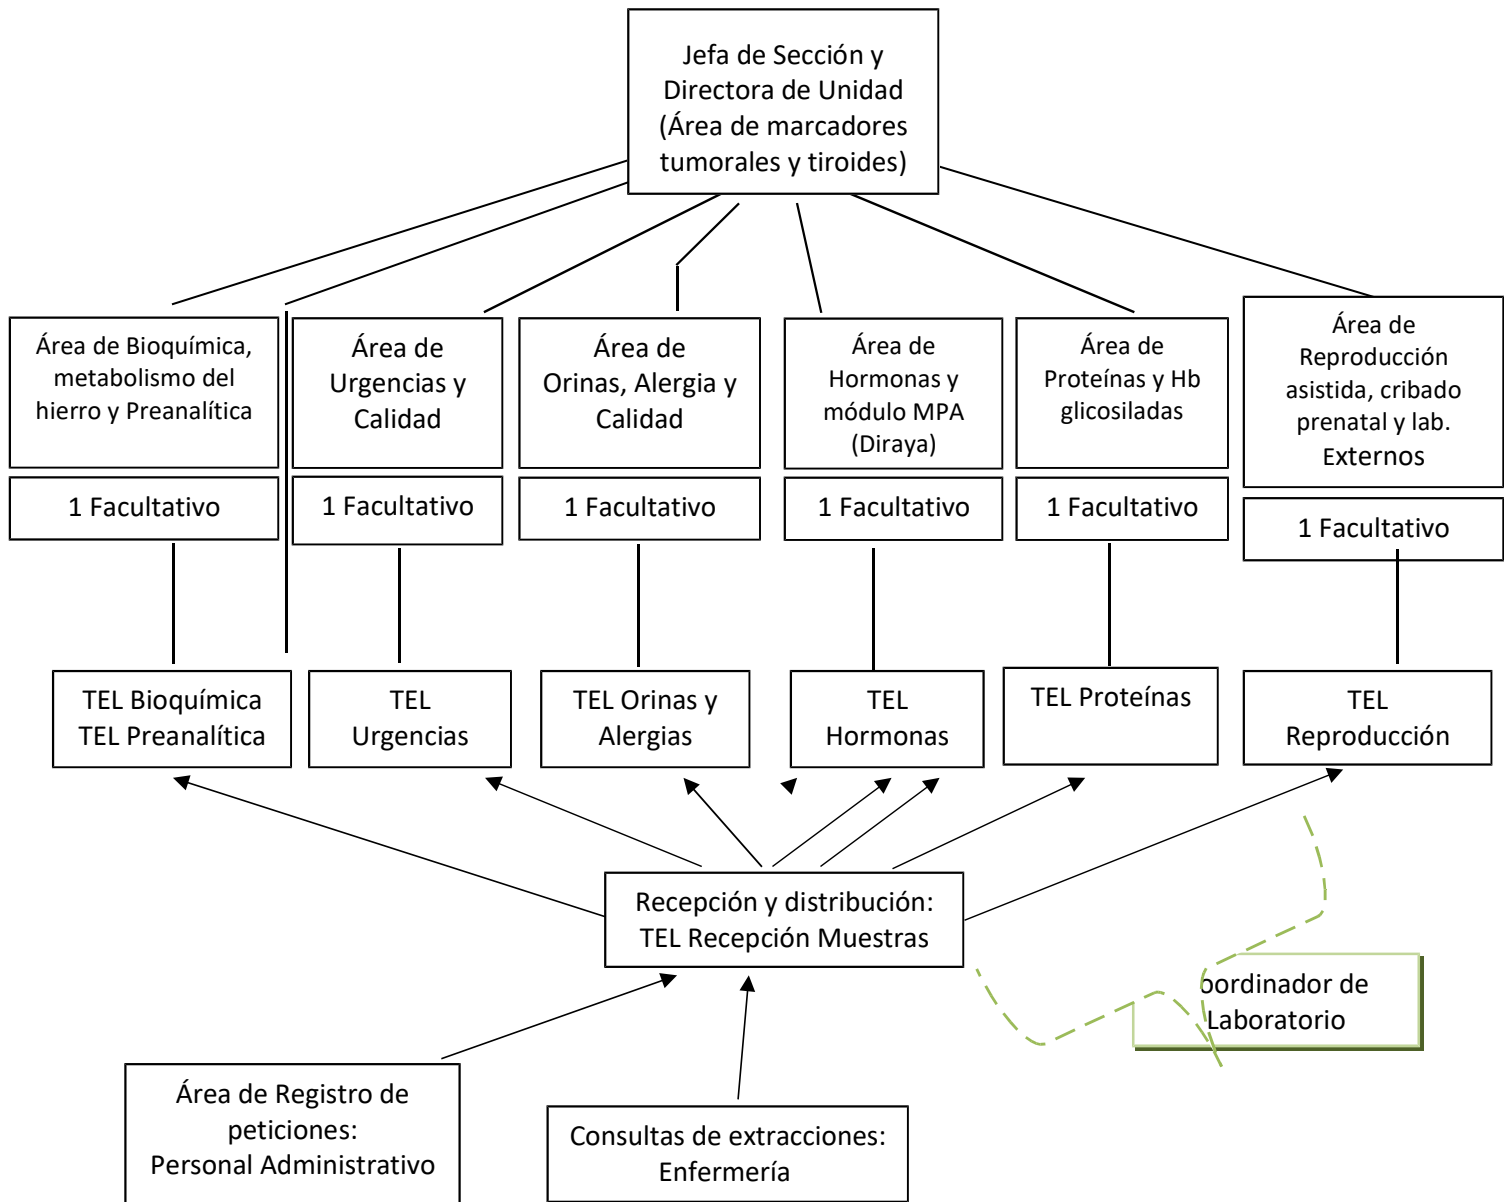 Jefa de Sección y
Directora de Unidad
(Área de marcadores
tumorales y tiroides)
Área de Bioquímica,
metabolismo del
hierro y Preanalítica
Área de
Urgencias y
Calidad
Área de
Orinas, Alergia y
Calidad
Área de
Hormonas y
módulo MPA
(Diraya)
Área de
Proteínas y Hb
glicosiladas
Área de
Reproducción
asistida, cribado
prenatal y lab.
Externos
1 Facultativo
1 Facultativo
1 Facultativo
1 Facultativo
1 Facultativo
1 Facultativo
TEL Bioquímica
TEL Preanalítica
TEL
Urgencias
TEL Orinas y
Alergias
TEL
Hormonas
TEL Proteínas
TEL
Reproducción
Recepción y distribución:
TEL Recepción Muestras
oordinador de
Laboratorio
Área de Registro de
peticiones:
Personal Administrativo
Consultas de extracciones:
Enfermería